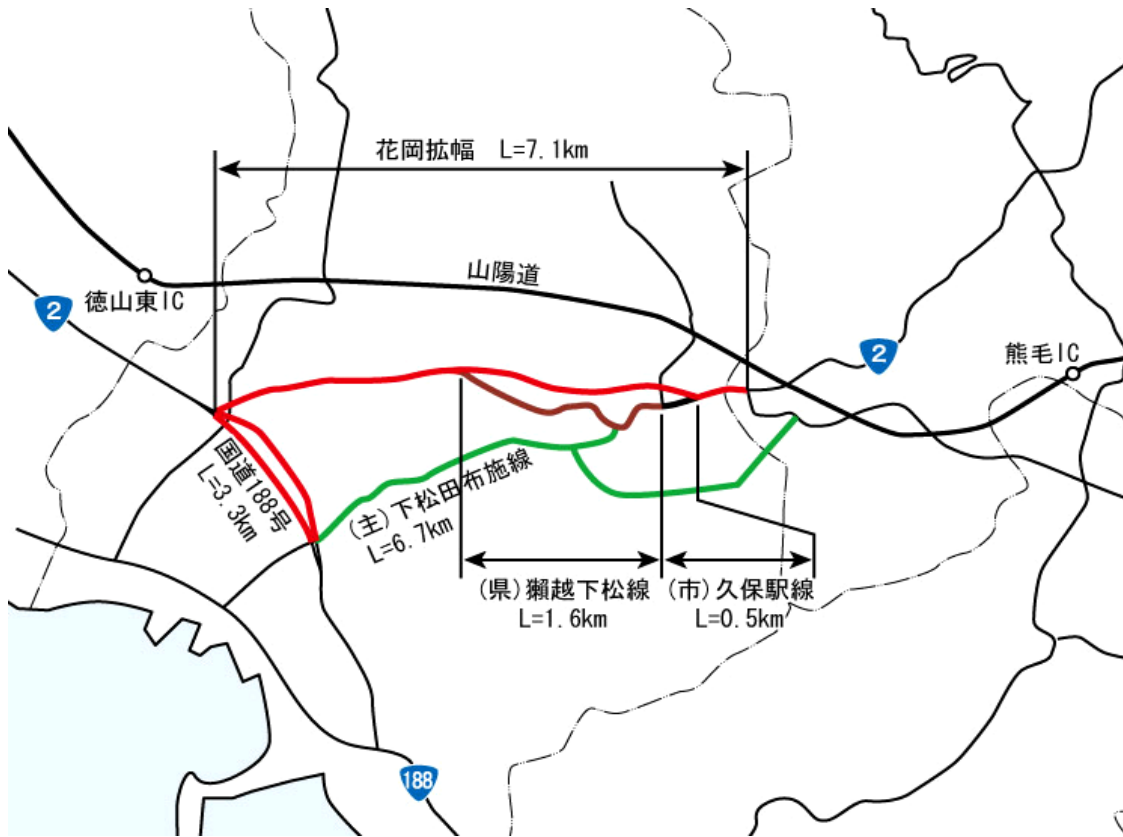 花岡拡幅 L=7.1km
山陽道
徳山東IC
2
2
熊毛IC
国道188号
L=3.3km
(主)下松田布施線
L=6.7km
(県)獺越下松線
L=1.6km
(市)久保駅線
L=0.5km
188